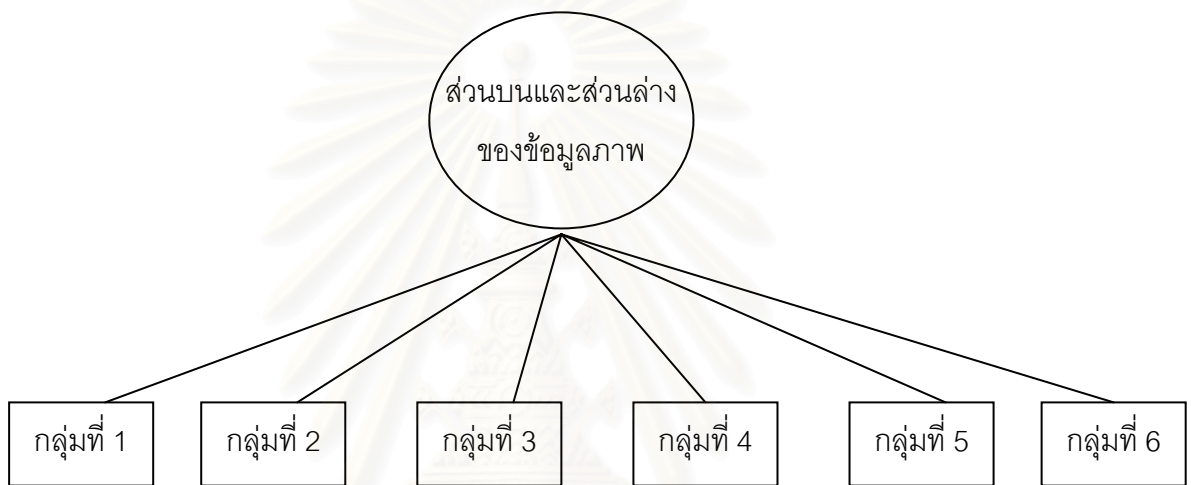 ส่วนบนและส่วนล่าง
ของข้อมูลภาพ
กลุ่มที่ 1
กลุ่มที่ 2
กลุ่มที่ 3
กลุ่มที่ 4
กลุ่มที่ 5
กลุ่มที่ 6